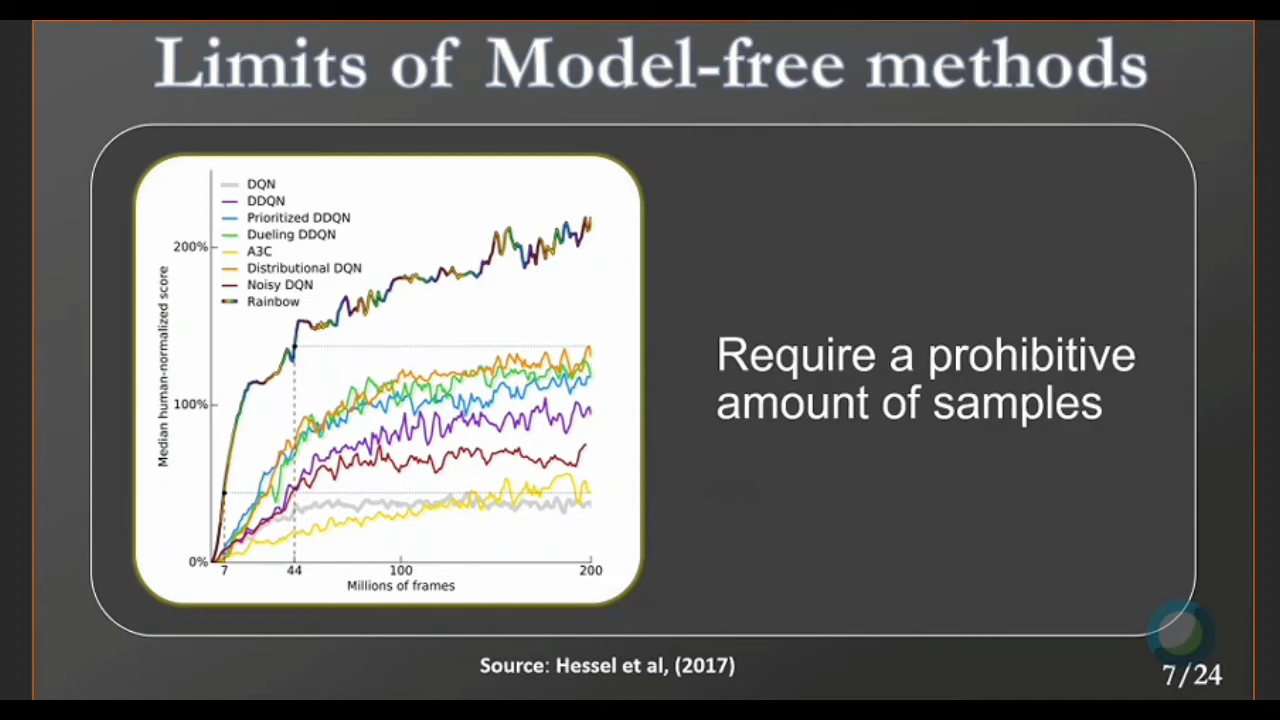 Limits of Model-free methods
DQN
DDQN
Prioritized DDQN
Dueling DDQN
A3C
Distributional DQN
Noisy DQN
Rainbow
200%
100%
0%
Median human-normalized score
7
44
100
200
Millions of frames
Require a prohibitive
amount of samples
Source: Hessel et al, (2017)
7/24